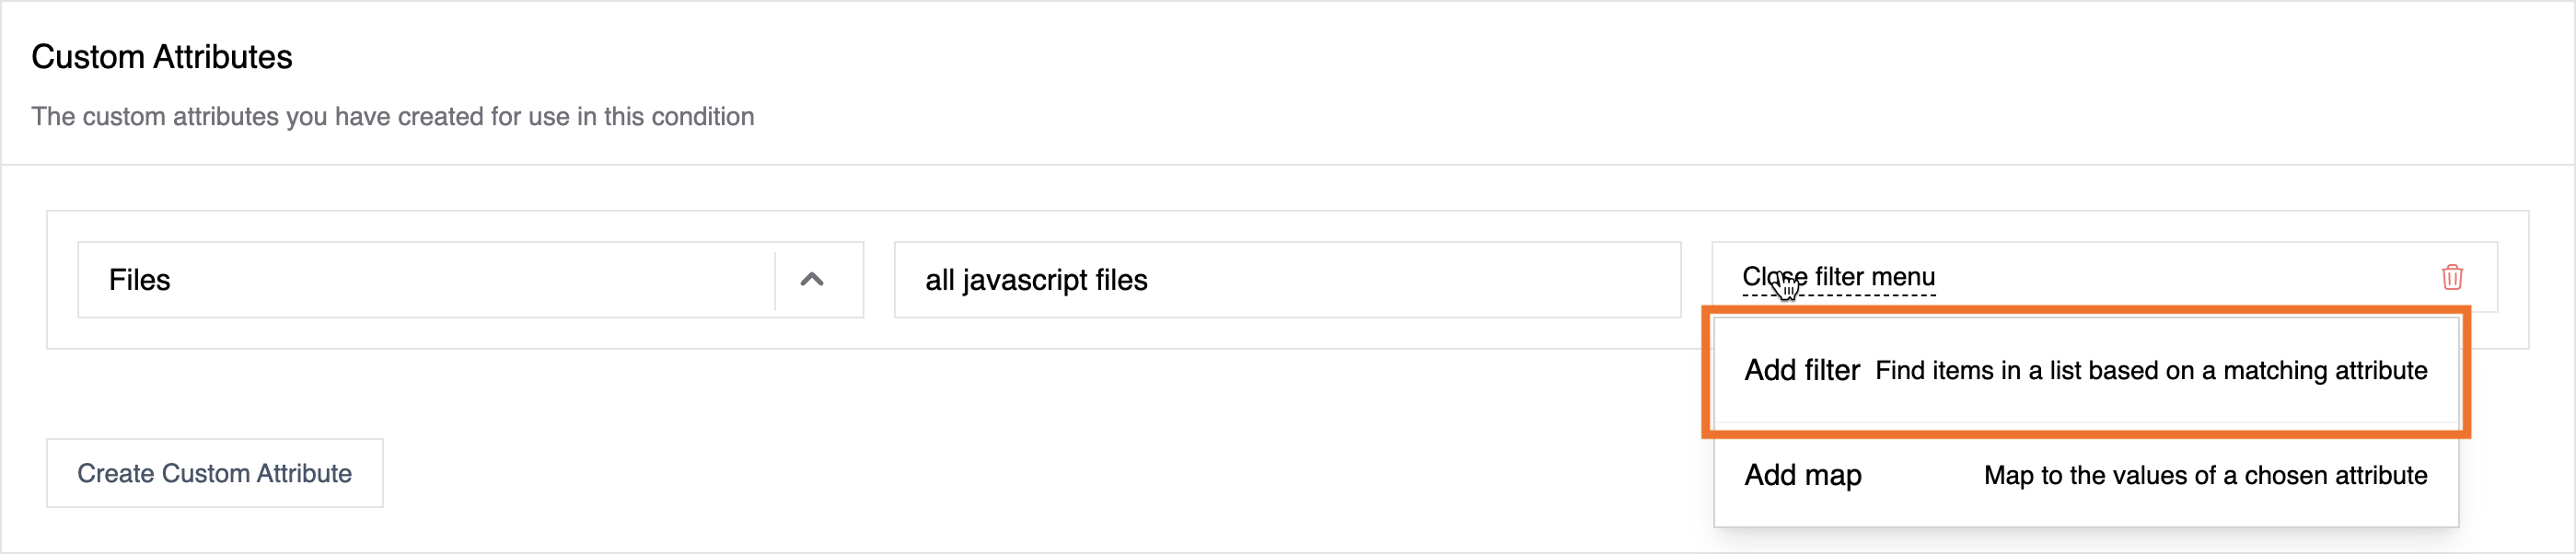 Custom Attributes
The custom attributes you have created for use in this condition
Files
all javascript files
Close filter menu
Add filter Find items in a list based on a matching attribute
Add map Map to the values of a chosen attribute
Create Custom Attribute